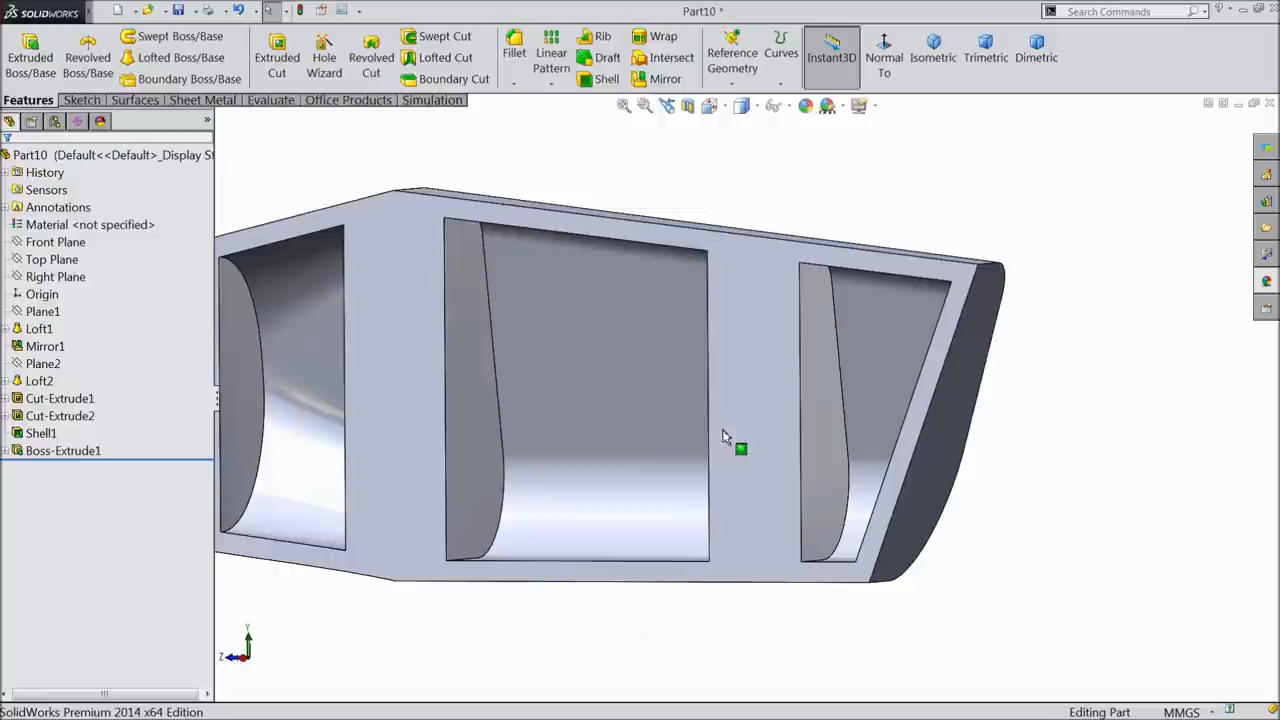 SOLIDWORKS
Part10 *
Search Commands
Extruded Boss/Base
Revolved Boss/Base
Swept Boss/Base
Lofted Boss/Base
Boundary Boss/Base
Extruded Cut
Hole Wizard
Revolved Cut
Swept Cut
Lofted Cut
Boundary Cut
Fillet
Linear Pattern
Rib
Draft
Shell
Wrap
Intersect
Mirror
Reference Geometry
Curves
Instant3D
Normal To
Isometric
Trimetric
Dimetric
Features
Sketch
Surfaces
Sheet Metal
Evaluate
Office Products
Simulation
»
Part10 (Default<<Default>_Display St
History
Sensors
Annotations
Material <not specified>
Front Plane
Top Plane
Right Plane
Origin
Plane1
Loft1
Mirror1
Plane2
Loft2
Cut-Extrude1
Cut-Extrude2
Shell1
Boss-Extrude1
Y
Z
SolidWorks Premium 2014 x64 Edition
Editing Part
MMGS